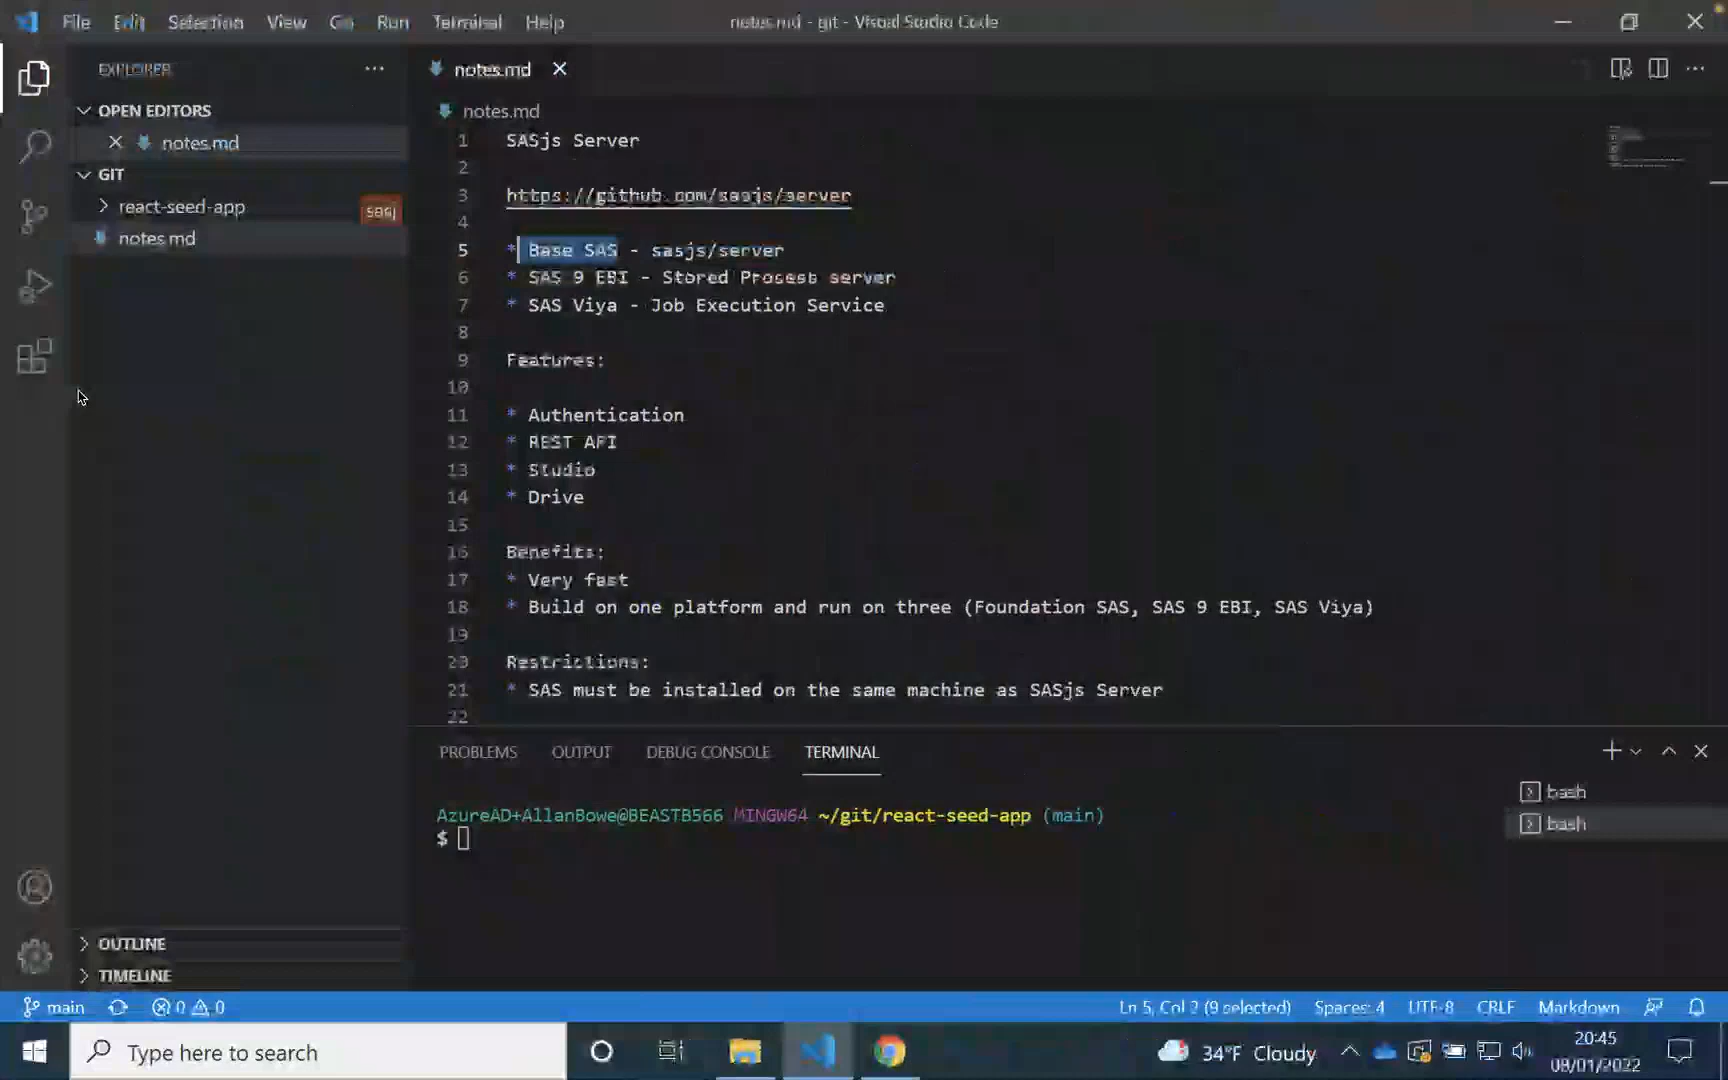 File Edit Selection View Go Run Terminal Help
notes.md - git - Visual Studio Code
EXPLORER
OPEN EDITORS
notes.md
GIT
react-seed-app
sasj
notes.md
notes.md
notes.md
1 SASjs Server
2
3 https://github.com/sasjs/server
4
5 * Base SAS - sasjs/server
6 * SAS 9 EBI - Stored Process server
7 * SAS Viya - Job Execution Service
8
9 Features:
10
11 * Authentication
12 * REST API
13 * Studio
14 * Drive
15
16 Benefits:
17 * Very fast
18 * Build on one platform and run on three (Foundation SAS, SAS 9 EBI, SAS Viya)
19
20 Restrictions:
21 * SAS must be installed on the same machine as SASjs Server
22
PROBLEMS OUTPUT DEBUG CONSOLE TERMINAL
bash
bash
AzureAD+AllanBowe@BEASTB566 MINGW64 ~/git/react-seed-app (main)
$
OUTLINE
TIMELINE
main 0 0 Ln 5, Col 2 (9 selected) Spaces: 4 UTF-8 CRLF Markdown
Type here to search
34°F Cloudy
20:45
08/01/2022